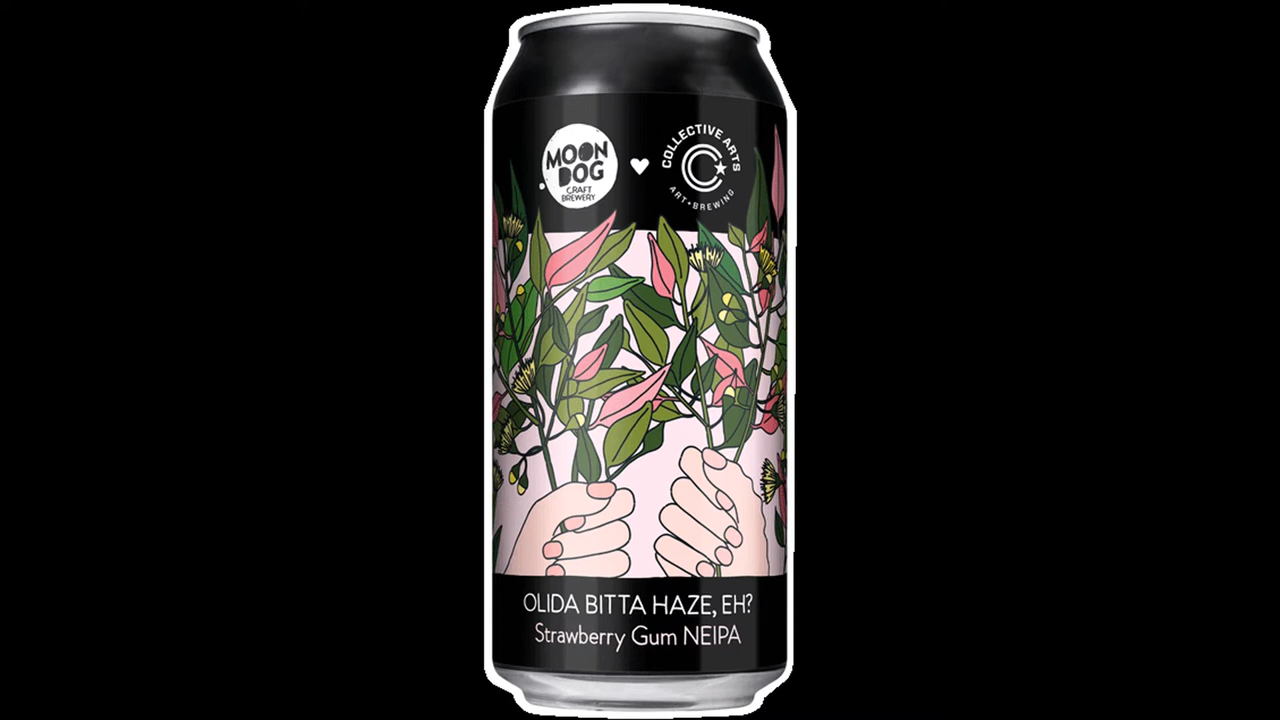 MOON DOG
CRAFT BREWERY
COLLECTIVE ARTS
ART + BREWING
OLIDA BITTA HAZE, EH?
Strawberry Gum NEIPA